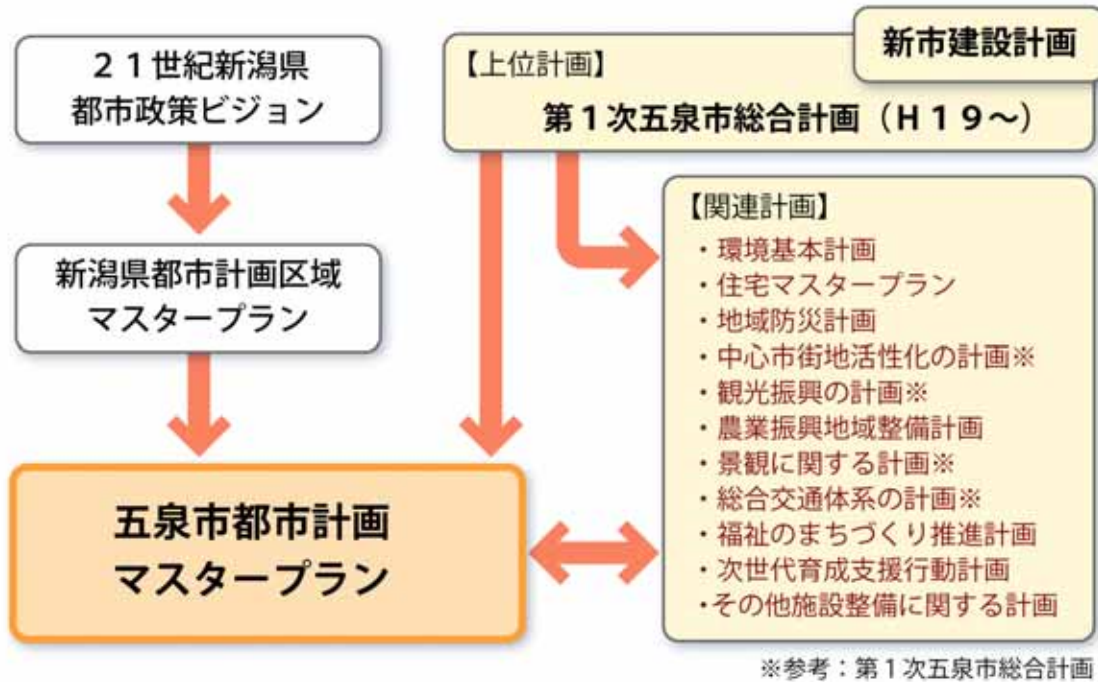 ２１世紀新潟県
都市政策ビジョン
新潟県都市計画区域
マスタープラン
五泉市都市計画
マスタープラン
新市建設計画
【上位計画】
第１次五泉市総合計画（Ｈ１９～）
【関連計画】
・環境基本計画
・住宅マスタープラン
・地域防災計画
・中心市街地活性化の計画※
・観光振興の計画※
・農業振興地域整備計画
・景観に関する計画※
・総合交通体系の計画※
・福祉のまちづくり推進計画
・次世代育成支援行動計画
・その他施設整備に関する計画
※参考：第１次五泉市総合計画